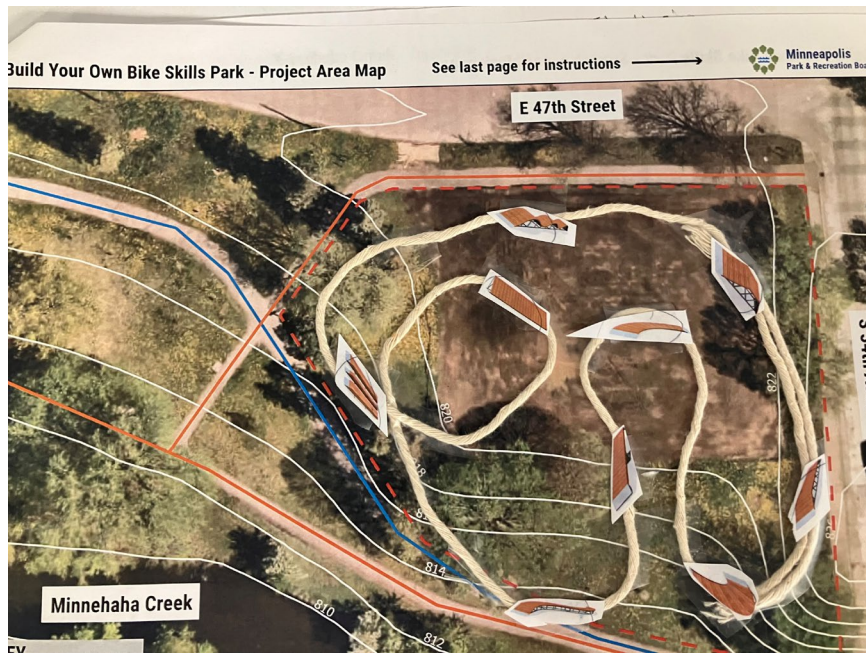 Build Your Own Bike Skills Park - Project Area Map
See last page for instructions
Minneapolis
Park & Recreation
E 47th Street
822
820
814
810
812
Minnehaha Creek